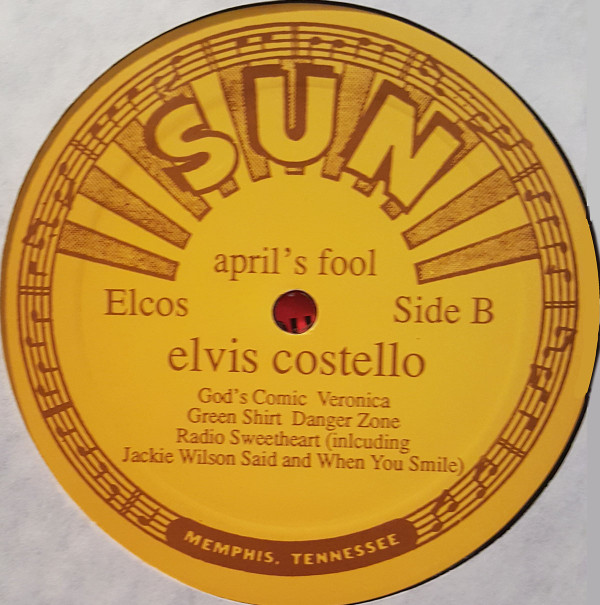 SUN
april's fool
Elcos
Side B
elvis costello
God's Comic Veronica
Green Shirt Danger Zone
Radio Sweetheart (inlcuding
Jackie Wilson Said and When You Smile)
MEMPHIS, TENNESSEE